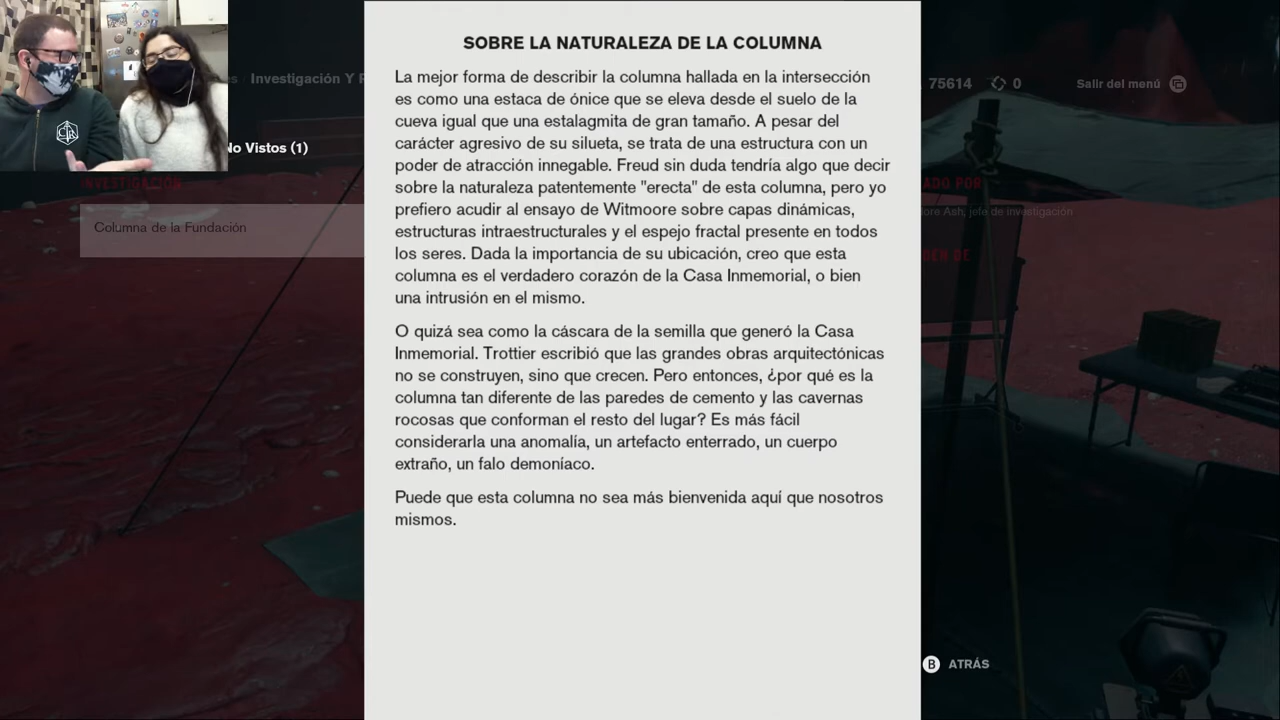 Investigación Y
75614
0
Salir del menú
No Vistos (1)
INVESTIGACIÓN
Columna de la Fundación
SOBRE LA NATURALEZA DE LA COLUMNA
La mejor forma de describir la columna hallada en la intersección
es como una estaca de ónice que se eleva desde el suelo de la
cueva igual que una estalagmita de gran tamaño. A pesar del
carácter agresivo de su silueta, se trata de una estructura con un
poder de atracción innegable. Freud sin duda tendría algo que decir
sobre la naturaleza patentemente "erecta" de esta columna, pero yo
prefiero acudir al ensayo de Witmoore sobre capas dinámicas,
estructuras intraestructurales y el espejo fractal presente en todos
los seres. Dada la importancia de su ubicación, creo que esta
columna es el verdadero corazón de la Casa Inmemorial, o bien
una intrusión en el mismo.
O quizá sea como la cáscara de la semilla que generó la Casa
Inmemorial. Trottier escribió que las grandes obras arquitectónicas
no se construyen, sino que crecen. Pero entonces, ¿por qué es la
columna tan diferente de las paredes de cemento y las cavernas
rocosas que conforman el resto del lugar? Es más fácil
considerarla una anomalía, un artefacto enterrado, un cuerpo
extraño, un falo demoníaco.
Puede que esta columna no sea más bienvenida aquí que nosotros
mismos.
ADO POR
ore Ash, jefe de investigación
DEN DE
B ATRÁS